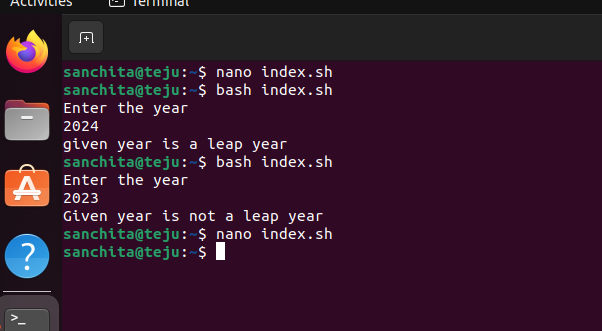 Activities Terminal
sanchita@teju:~$ nano index.sh
sanchita@teju:~$ bash index.sh
Enter the year
2024
given year is a leap year
sanchita@teju:~$ bash index.sh
Enter the year
2023
Given year is not a leap year
sanchita@teju:~$ nano index.sh
sanchita@teju:~$